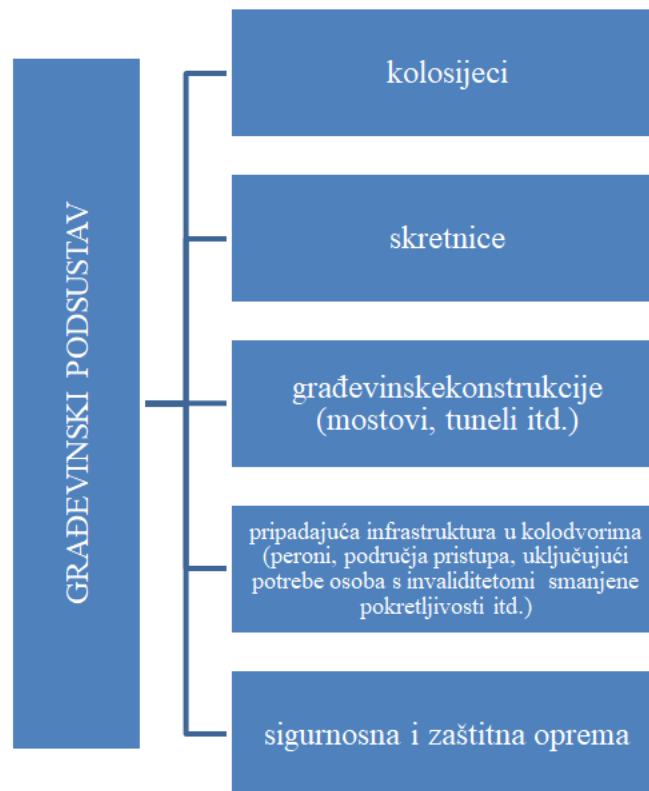 GRAĐEVINSKI PODSUSTAV
kolosijeci
skretnice
građevinskekonstrukcije
(mostovi, tuneli itd.)
pripadajuća infrastruktura u kolodvorima
(peroni, područja pristupa, uključujući
potrebe osoba s invaliditetomi smanjene
pokretljivosti itd.)
sigurnosna i zaštitna oprema